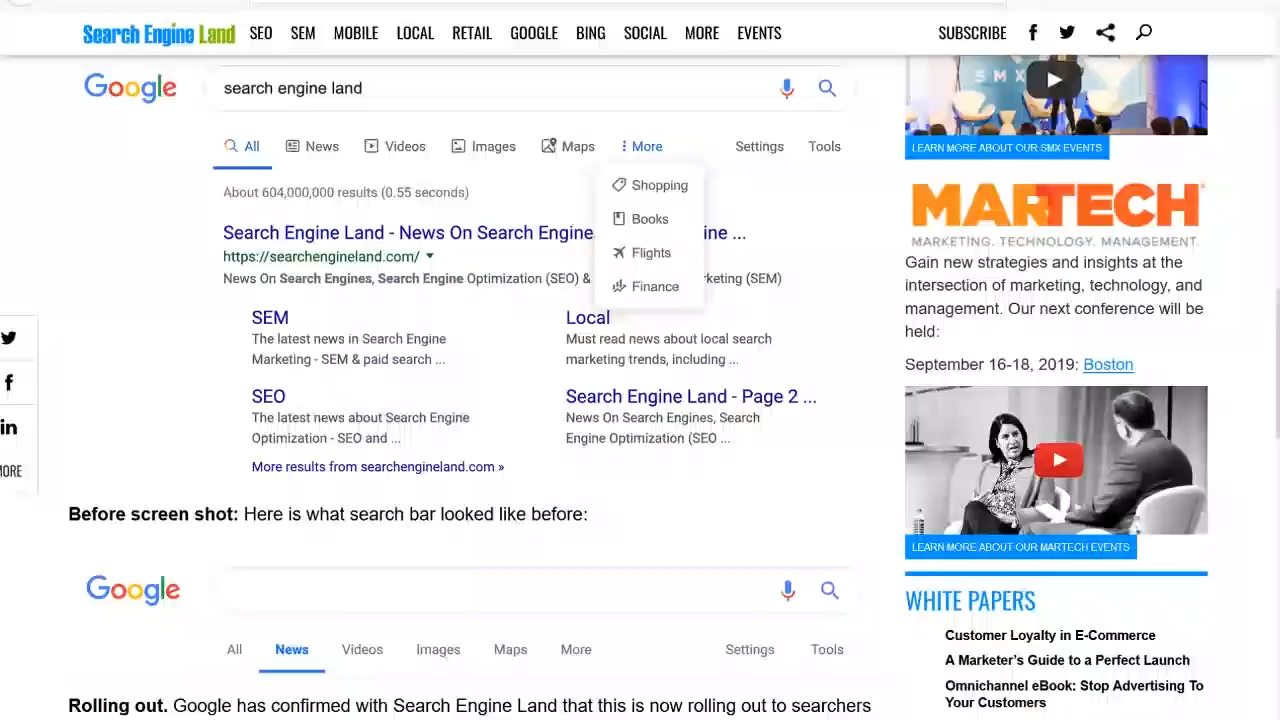 Search Engine Land SEO SEM MOBILE LOCAL RETAIL GOOGLE BING SOCIAL MORE EVENTS SUBSCRIBE
Google search engine land
All News Videos Images Maps More Settings Tools
Shopping
Books
Flights
Finance
About 604,000,000 results (0.55 seconds)
Search Engine Land - News On Search Engine ine ...
https://searchengineland.com/
News On Search Engines, Search Engine Optimization (SEO) & rketing (SEM)
SEM
The latest news in Search Engine
Marketing - SEM & paid search ...
Local
Must read news about local search
marketing trends, including ...
SEO
The latest news about Search Engine
Optimization - SEO and ...
Search Engine Land - Page 2 ...
News On Search Engines, Search
Engine Optimization (SEO ...
More results from searchengineland.com »
in
MORE
Before screen shot: Here is what search bar looked like before:
Google
All News Videos Images Maps More Settings Tools
Rolling out. Google has confirmed with Search Engine Land that this is now rolling out to searchers
SMX
LEARN MORE ABOUT OUR SMX EVENTS
MARTECH
MARKETING. TECHNOLOGY. MANAGEMENT.
Gain new strategies and insights at the
intersection of marketing, technology, and
management. Our next conference will be
held:
September 16-18, 2019: Boston
LEARN MORE ABOUT OUR MARTECH EVENTS
WHITE PAPERS
Customer Loyalty in E-Commerce
A Marketer's Guide to a Perfect Launch
Omnichannel eBook: Stop Advertising To
Your Customers